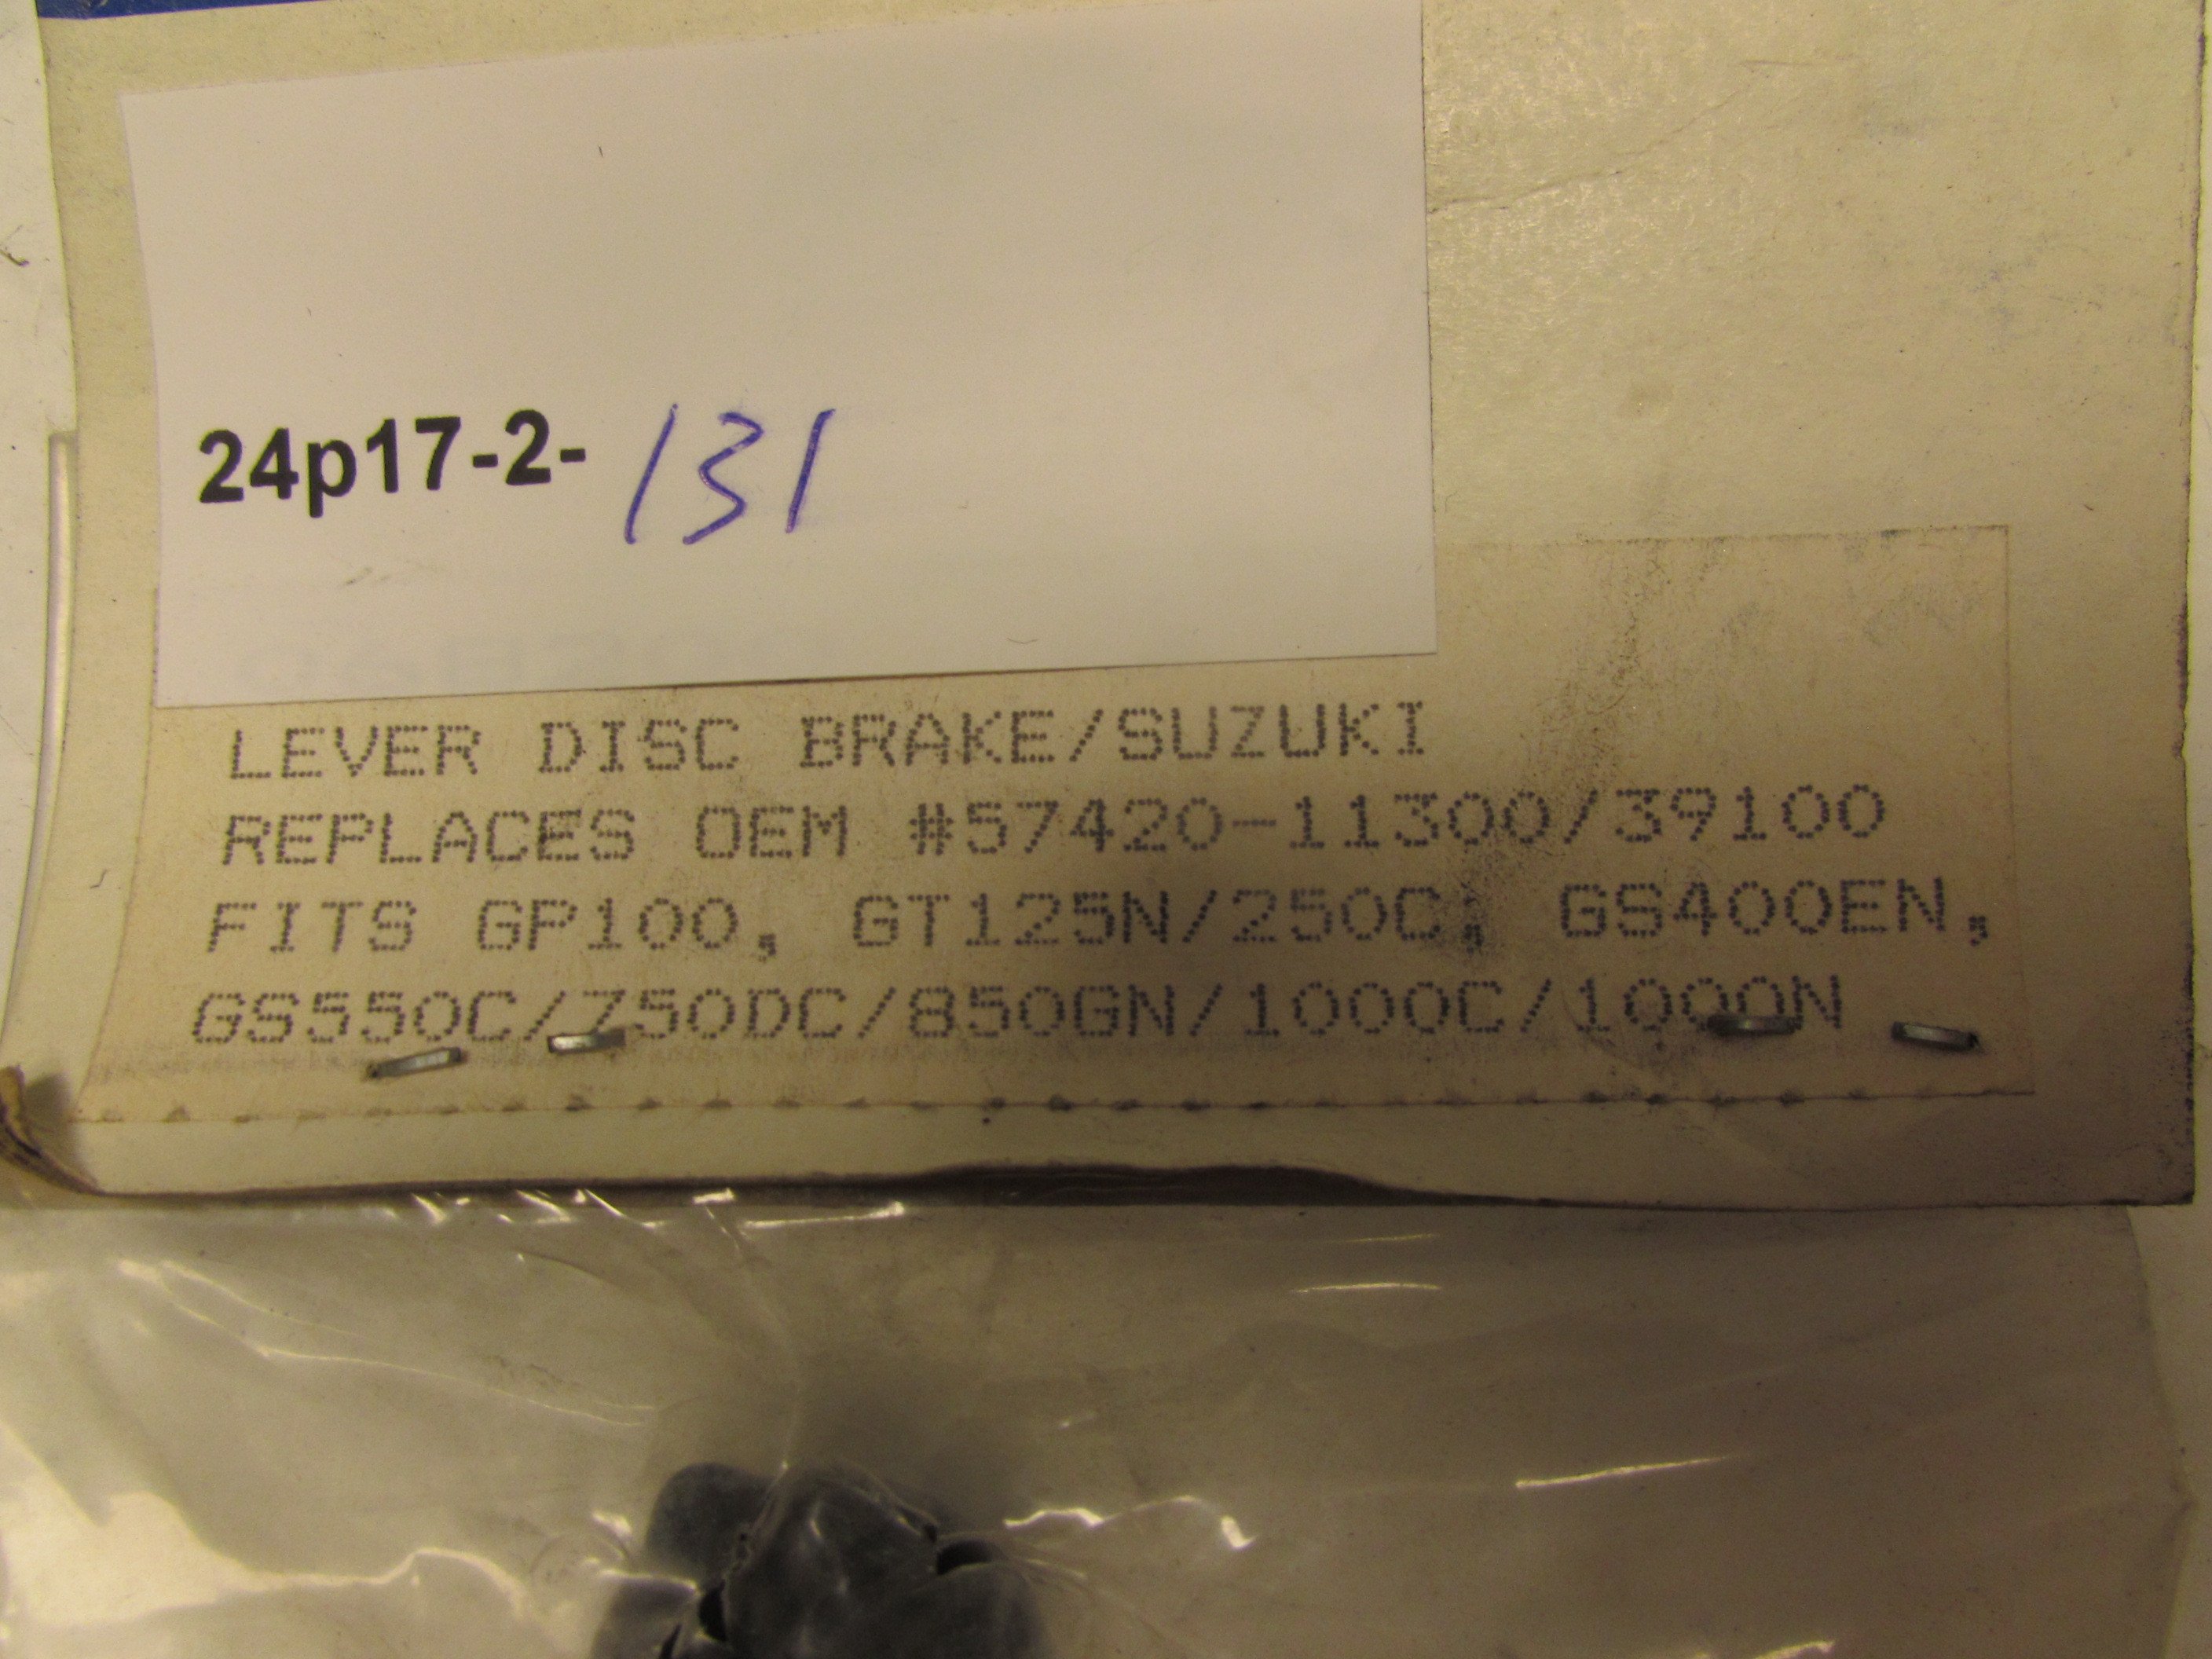 24p17-2-131
LEVER DISC BRAKE/SUZUKI
REPLACES OEM #57420-11300/39100
FITS GP100, GT125N/250C, GS400EN,
GS550C/750DC/850GN/1000C/1000N